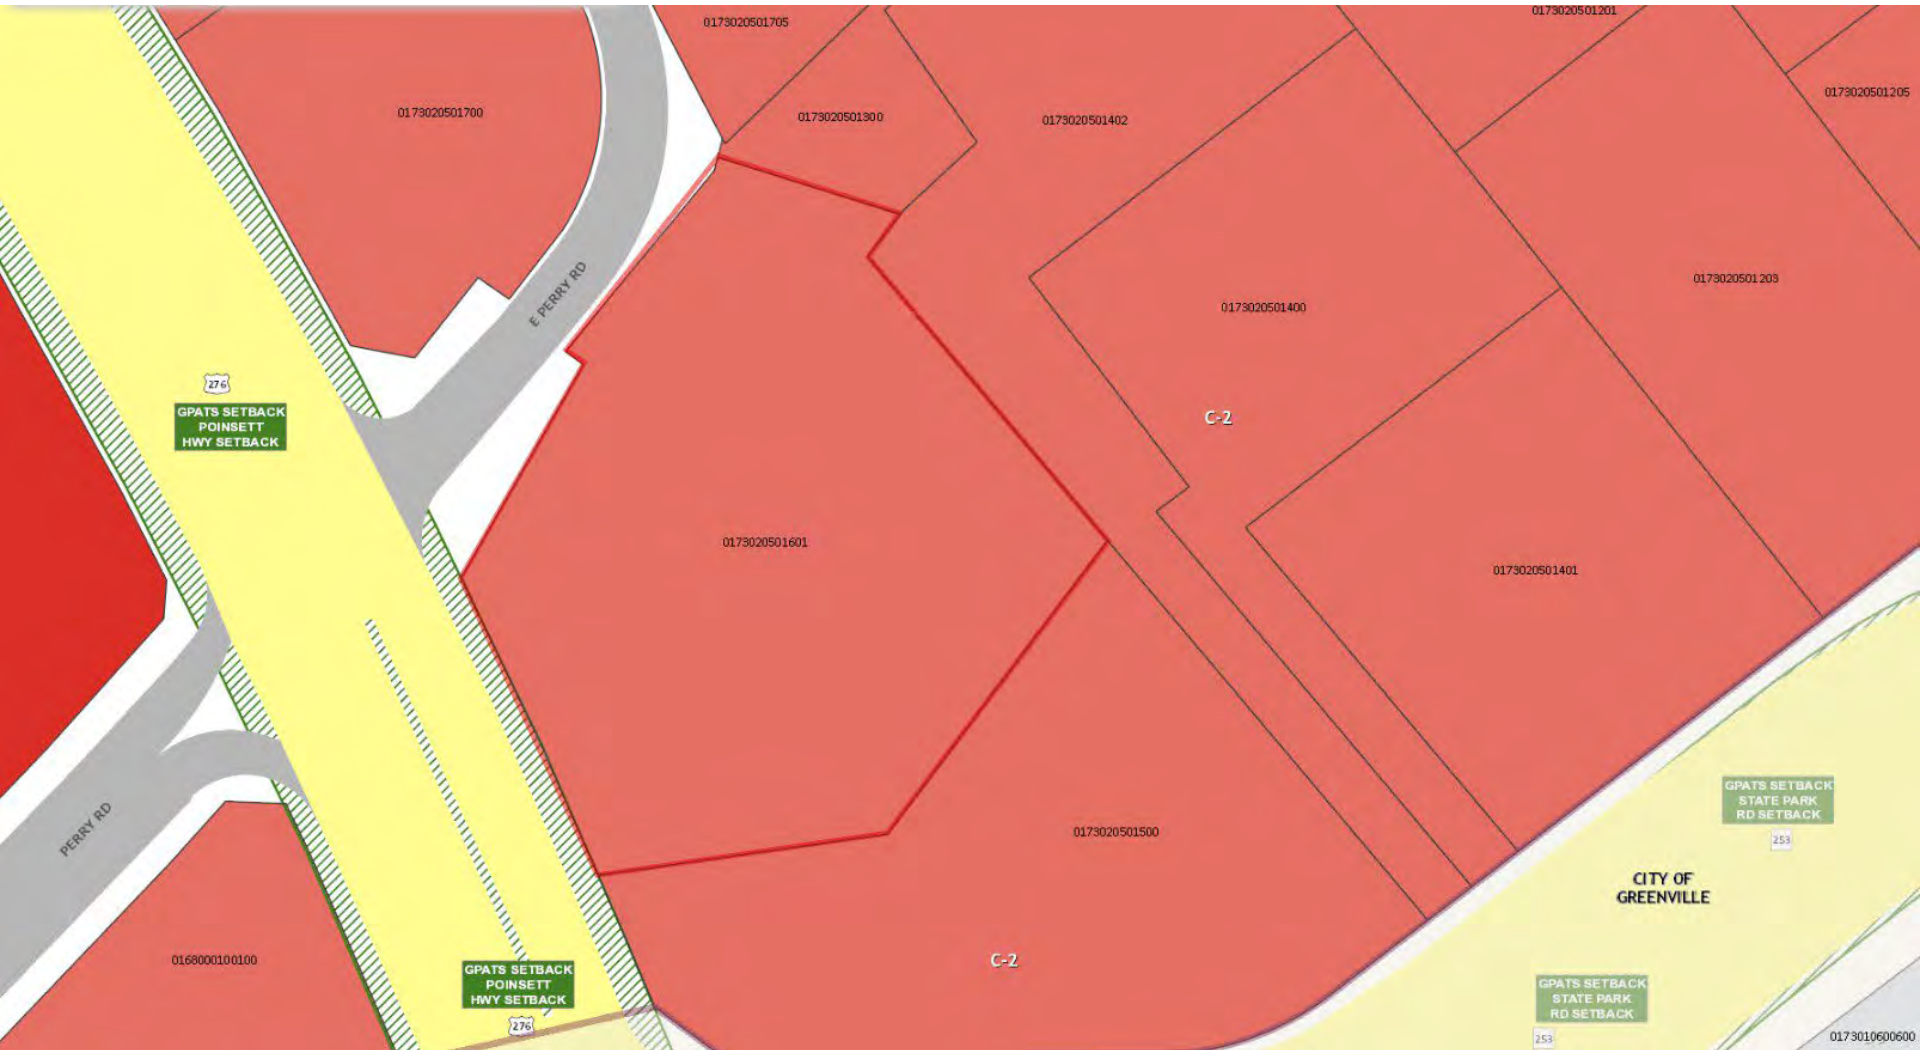 0173020501705
0173020501201
0173020501205
0173020501700
0173020501300
0173020501402
E PERRY RD
0173020501400
0173020501203
276
GPATS SETBACK
POINSETT
HWY SETBACK
C-2
0173020501601
0173020501401
PERRY RD
0173020501500
GPATS SETBACK
STATE PARK
RD SETBACK
253
CITY OF
GREENVILLE
0168000100100
C-2
GPATS SETBACK
POINSETT
HWY SETBACK
276
GPATS SETBACK
STATE PARK
RD SETBACK
253
0173010600600